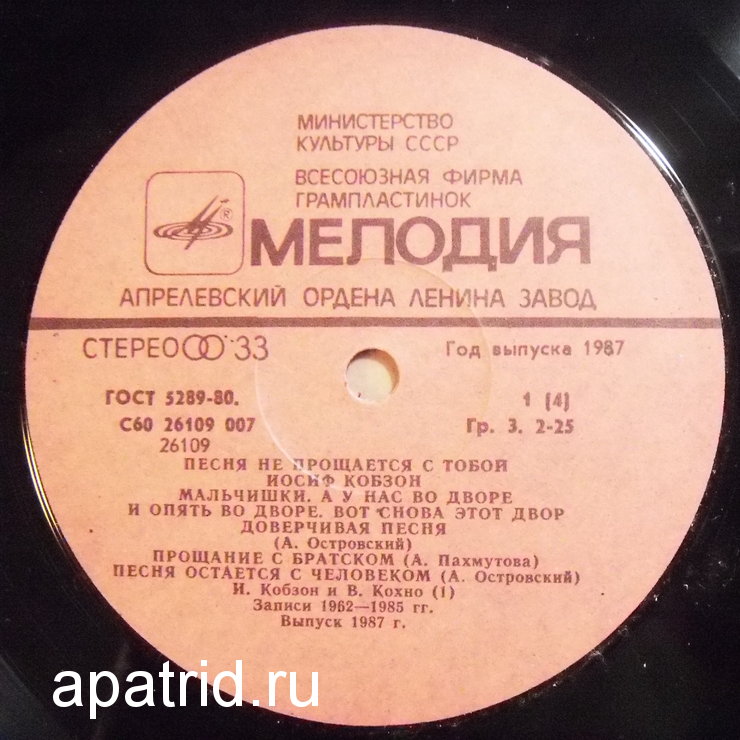 МИНИСТЕРСТВО
КУЛЬТУРЫ СССР
ВСЕСОЮЗНАЯ ФИРМА
ГРАМПЛАСТИНОК
®
МЕЛОДИЯ
АПРЕЛЕВСКИЙ ОРДЕНА ЛЕНИНА ЗАВОД
СТЕРЕО 33
Год выпуска 1987
ГОСТ 5289-80.
1 (4)
С60 26109 007
Гр. 3. 2-25
26109
ПЕСНЯ НЕ ПРОЩАЕТСЯ С ТОБОЙ
ИОСИФ КОБЗОН
МАЛЬЧИШКИ. А У НАС ВО ДВОРЕ
И ОПЯТЬ ВО ДВОРЕ. ВОТ СНОВА ЭТОТ ДВОР
ДОВЕРЧИВАЯ ПЕСНЯ
(А. Островский)
ПРОЩАНИЕ С БРАТСКОМ (А. Пахмутова)
ПЕСНЯ ОСТАЕТСЯ С ЧЕЛОВЕКОМ (А. Островский)
И. Кобзон и В. Кохно (1)
Записи 1962—1985 гг.
Выпуск 1987 г.
apatrid.ru